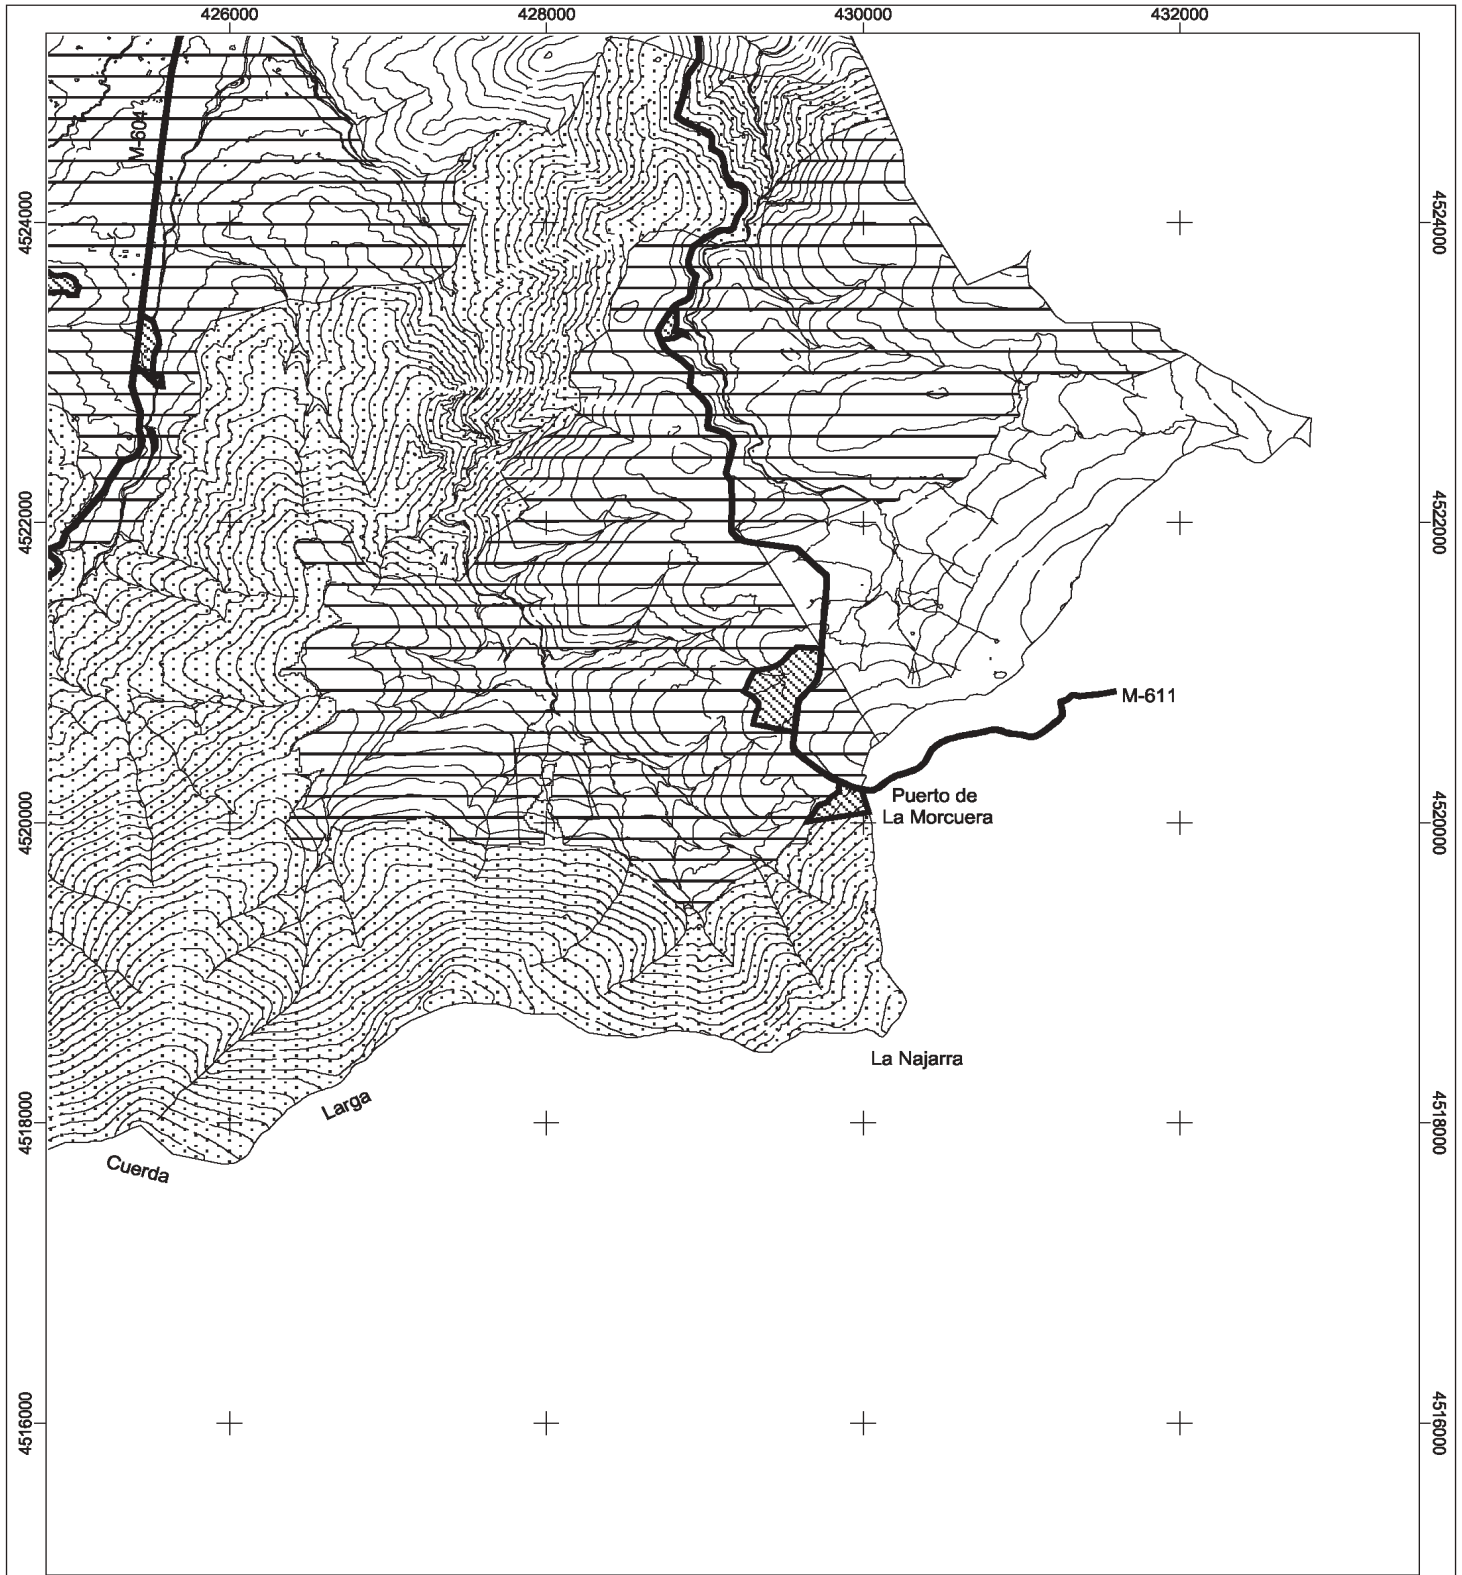 426000 428000 430000 432000
M-604
4524000 4524000
4522000 4522000
M-611
Puerto de
La Morcuera
4520000 4520000
La Najarra
Larga
4518000 4518000
Cuerda
4516000 4516000